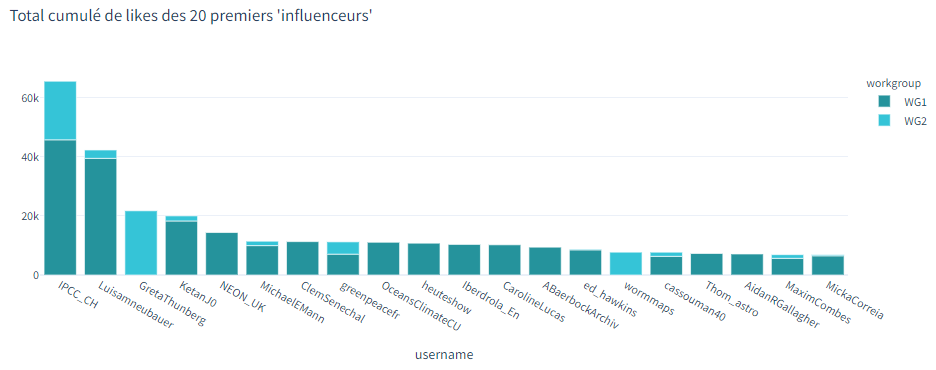 Total cumulé de likes des 20 premiers 'influenceurs'
workgroup
WG1
WG2
60k
40k
20k
0
IPCC_CH
Luisamneubauer
GretaThunberg
KetanJ0
NEON_UK
MichaelEMann
ClemSenechal
greenpeacefr
OceansClimateCU
heuteshow
Iberdrola_En
CarolineLucas
ABaerbockArchiv
ed_hawkins
wormmaps
cassouman40
Thom_astro
AidanRGallagher
MaximCombes
MickaCorreia
username